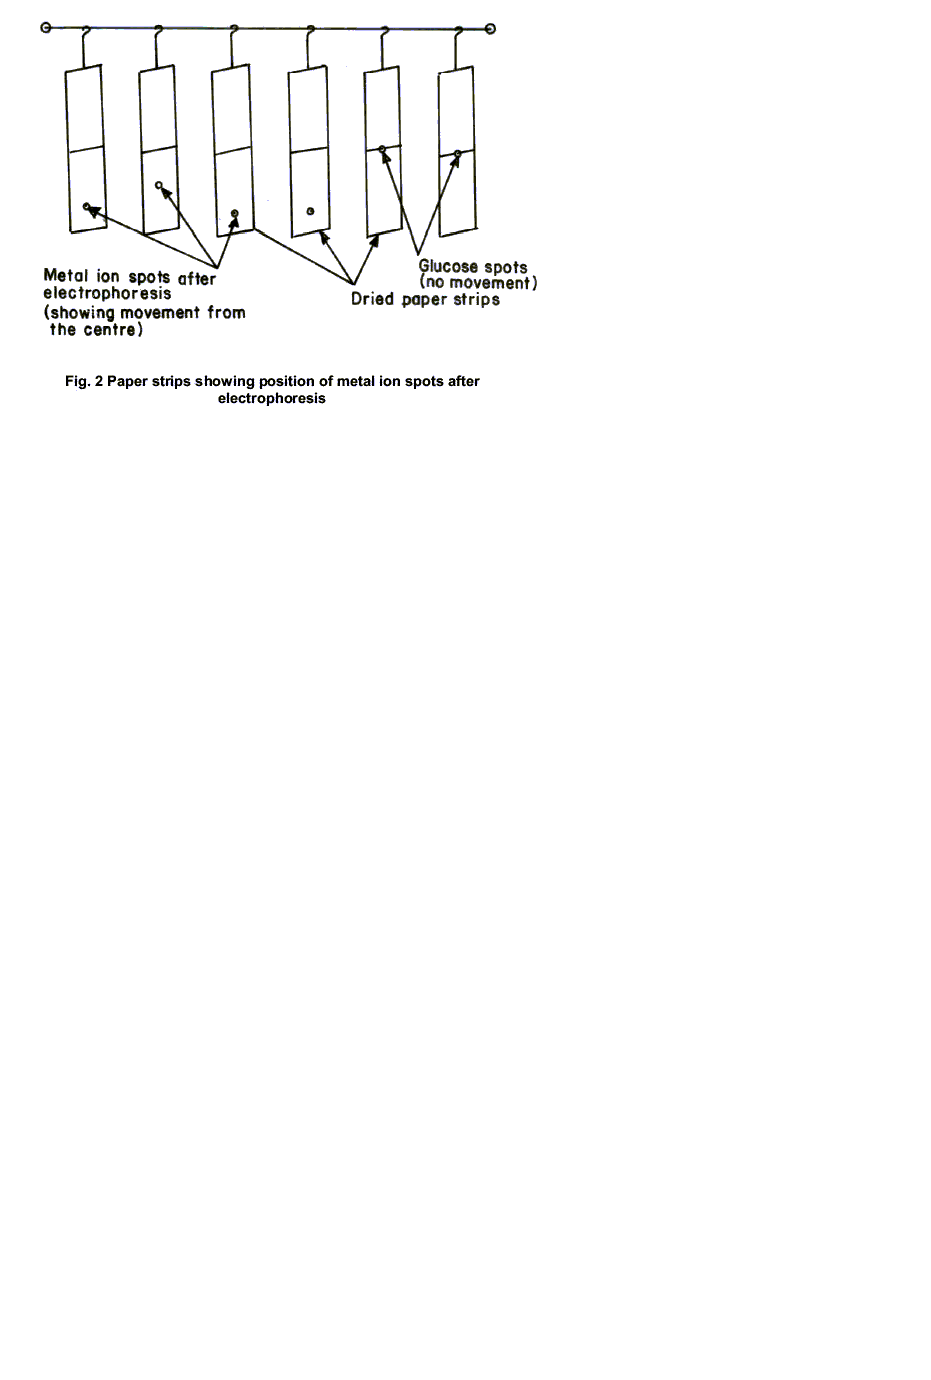 Metal ion spots after
electrophoresis
(showing movement from
the centre)
Glucose spots
(no movement)
Dried paper strips
Fig. 2 Paper strips showing position of metal ion spots after
electrophoresis